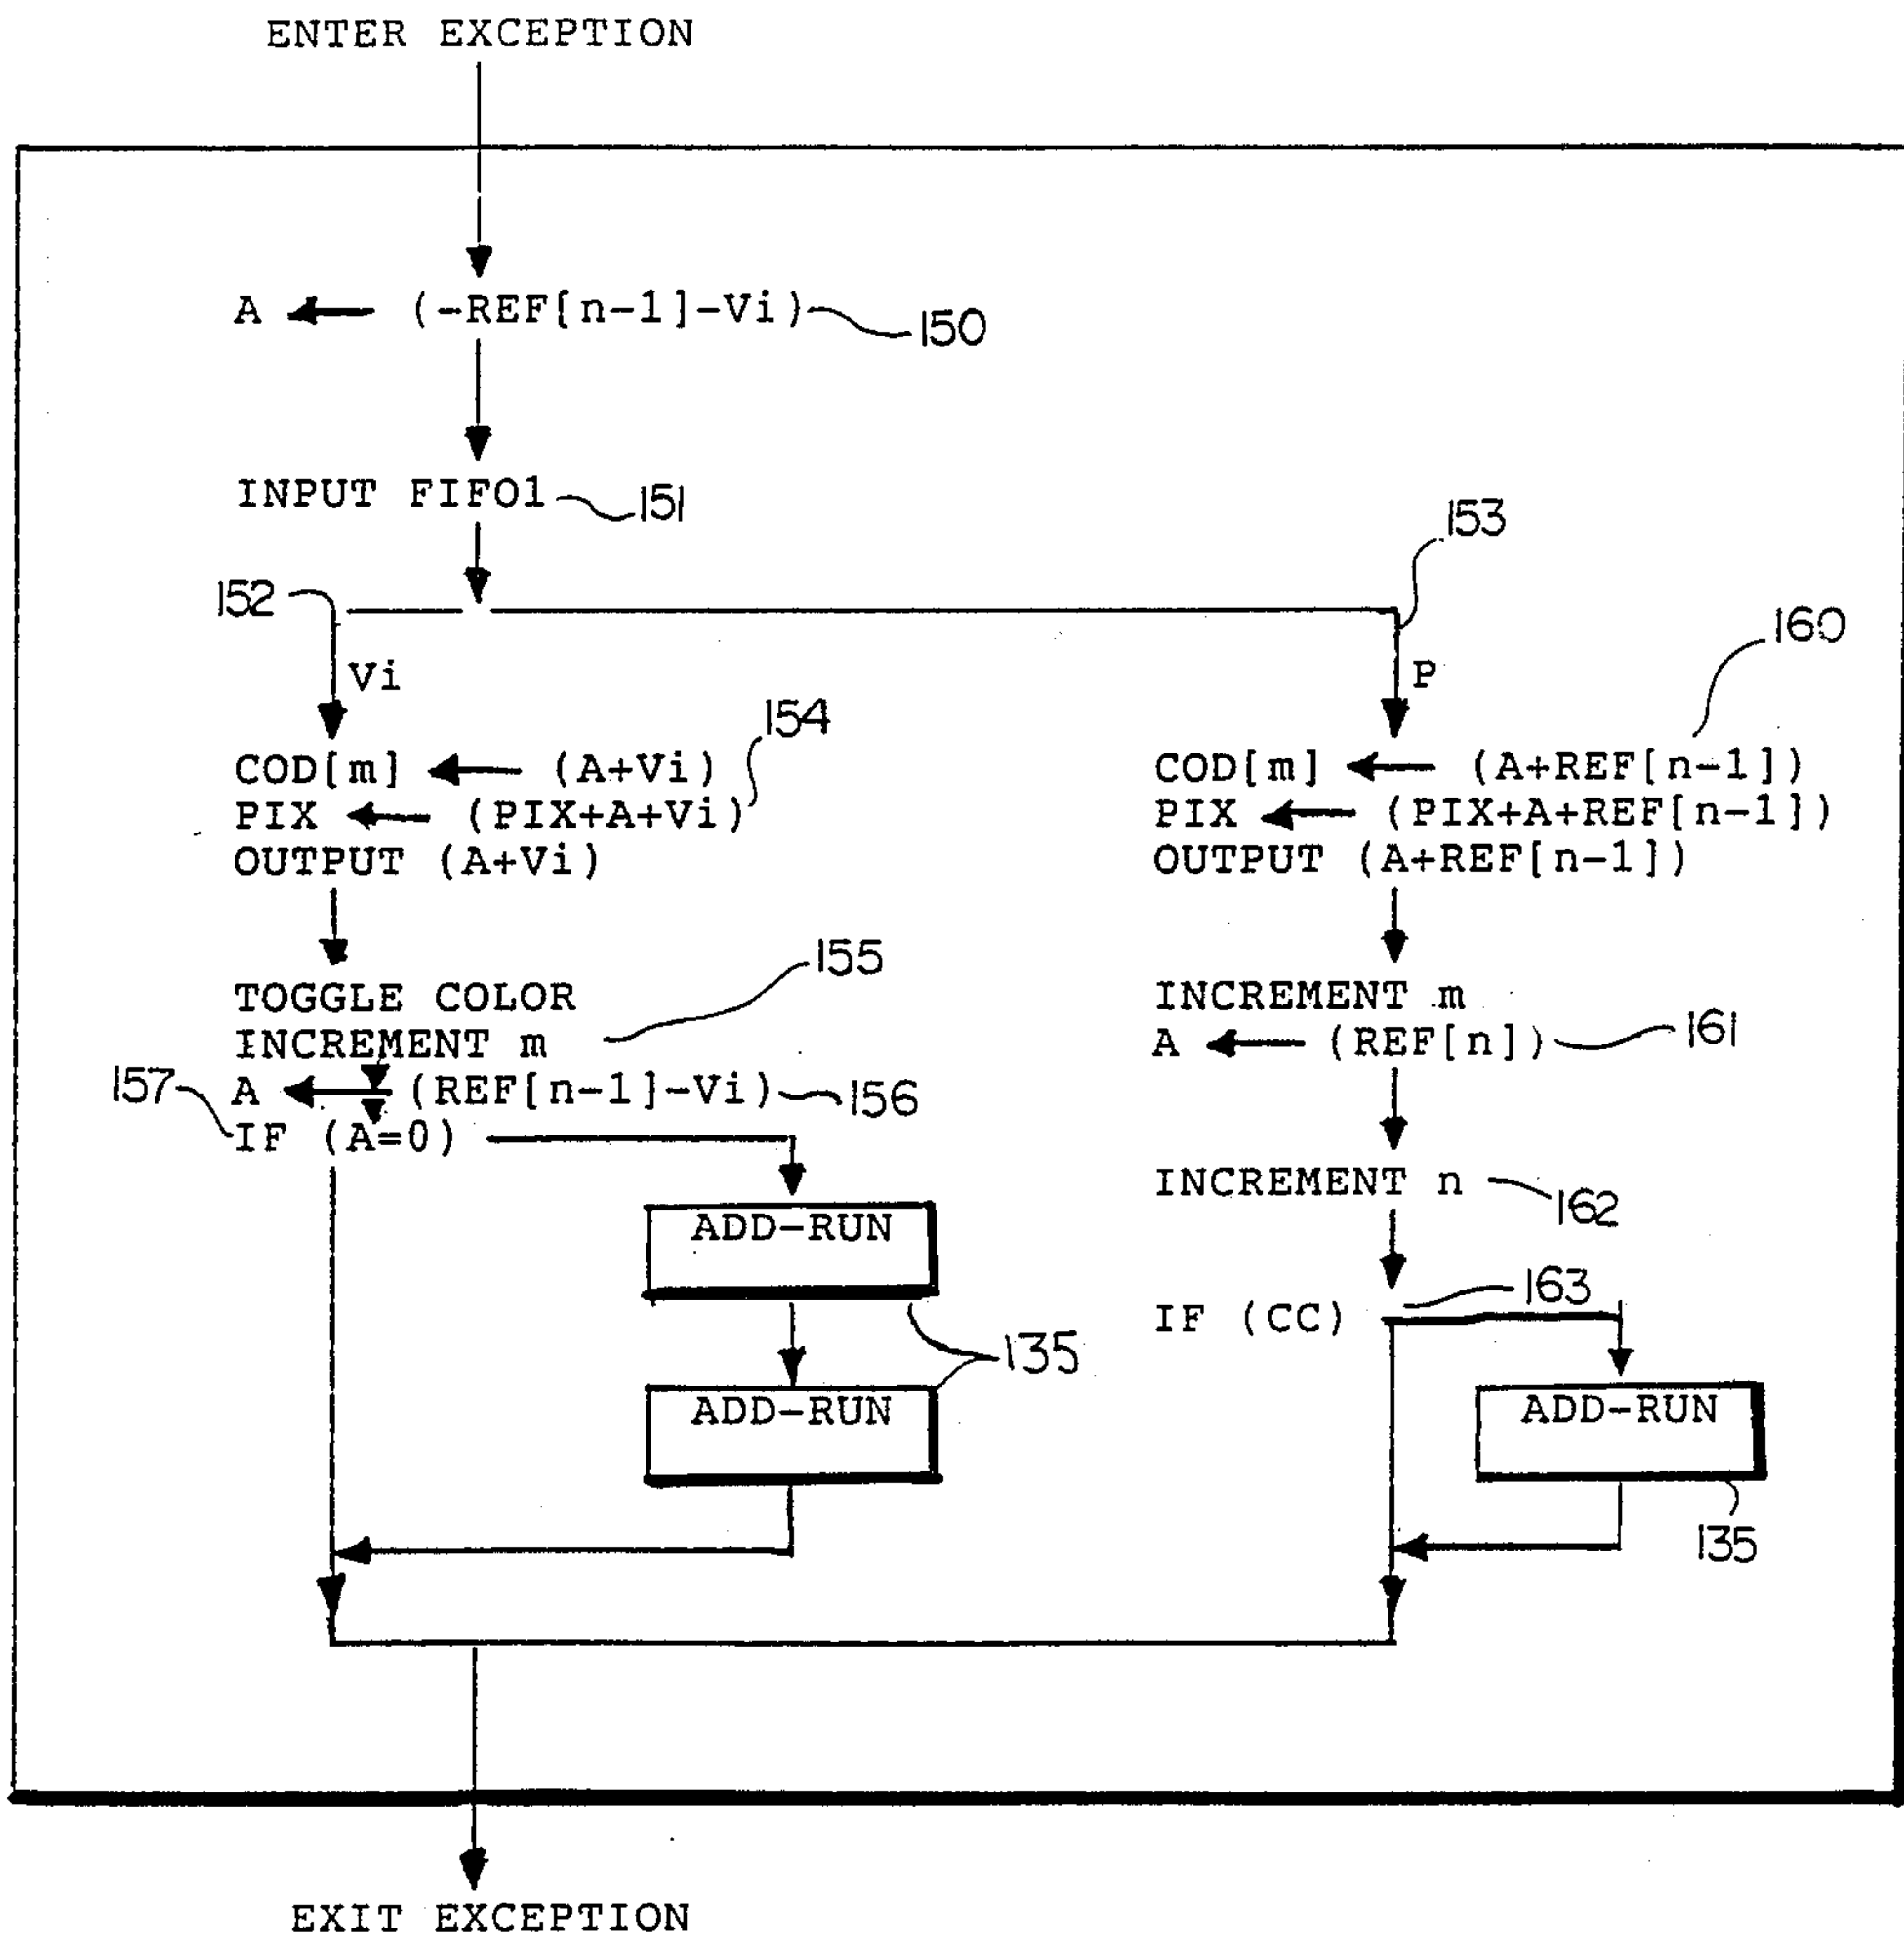 ENTER EXCEPTION
A ← (-REF[n-1]-Vi) 150
INPUT FIFO1 151
152
153
Vi
P
160
154
COD[m] ← (A+Vi)
PIX ← (PIX+A+Vi)
OUTPUT (A+Vi)
COD[m] ← (A+REF[n-1])
PIX ← (PIX+A+REF[n-1])
OUTPUT (A+REF[n-1])
155
TOGGLE COLOR
INCREMENT m
157 A ← (REF[n-1]-Vi) 156
IF (A=0)
INCREMENT m
A ← (REF[n]) 161
INCREMENT n 162
ADD-RUN
135
ADD-RUN
IF (CC) 163
ADD-RUN
135
EXIT EXCEPTION